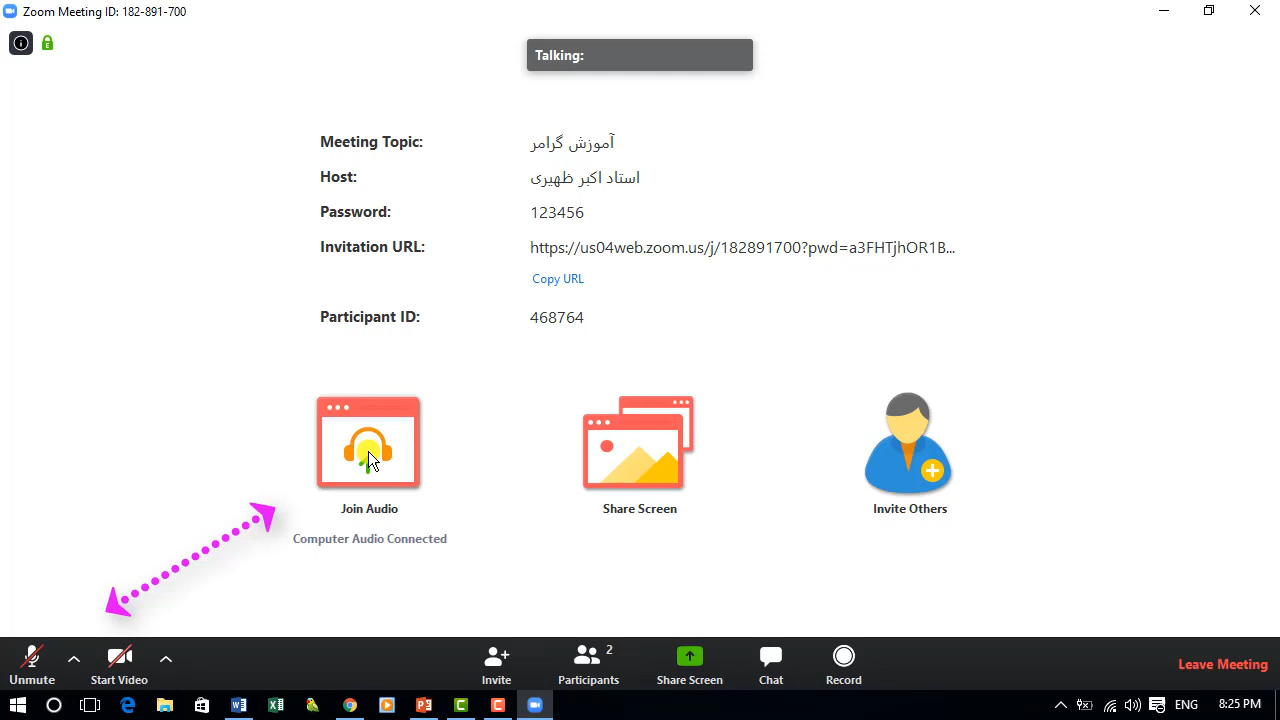 Zoom Meeting ID: 182-891-700
Talking:
Meeting Topic: آموزش گرامر
Host: استاد اکبر ظهیری
Password: 123456
Invitation URL: https://us04web.zoom.us/j/182891700?pwd=a3FHTjhOR1B...
Copy URL
Participant ID: 468764
Join Audio
Share Screen
Invite Others
Computer Audio Connected
Unmute
Start Video
Invite
Participants 2
Share Screen
Chat
Record
Leave Meeting
ENG
8:25 PM